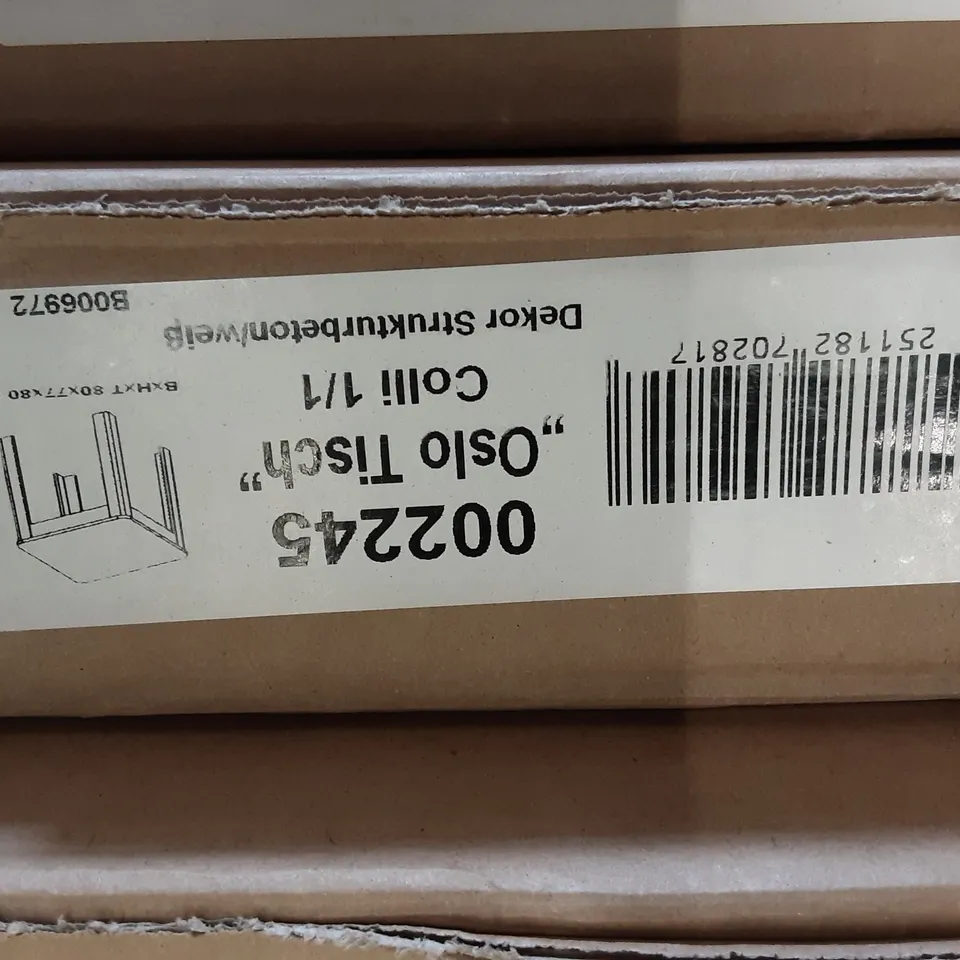 002245
„Oslo Tisch”
Colli 1/1
Dekor Strukturbeton/weiß
BxHxT 80x77x80
B006972
251182 702817